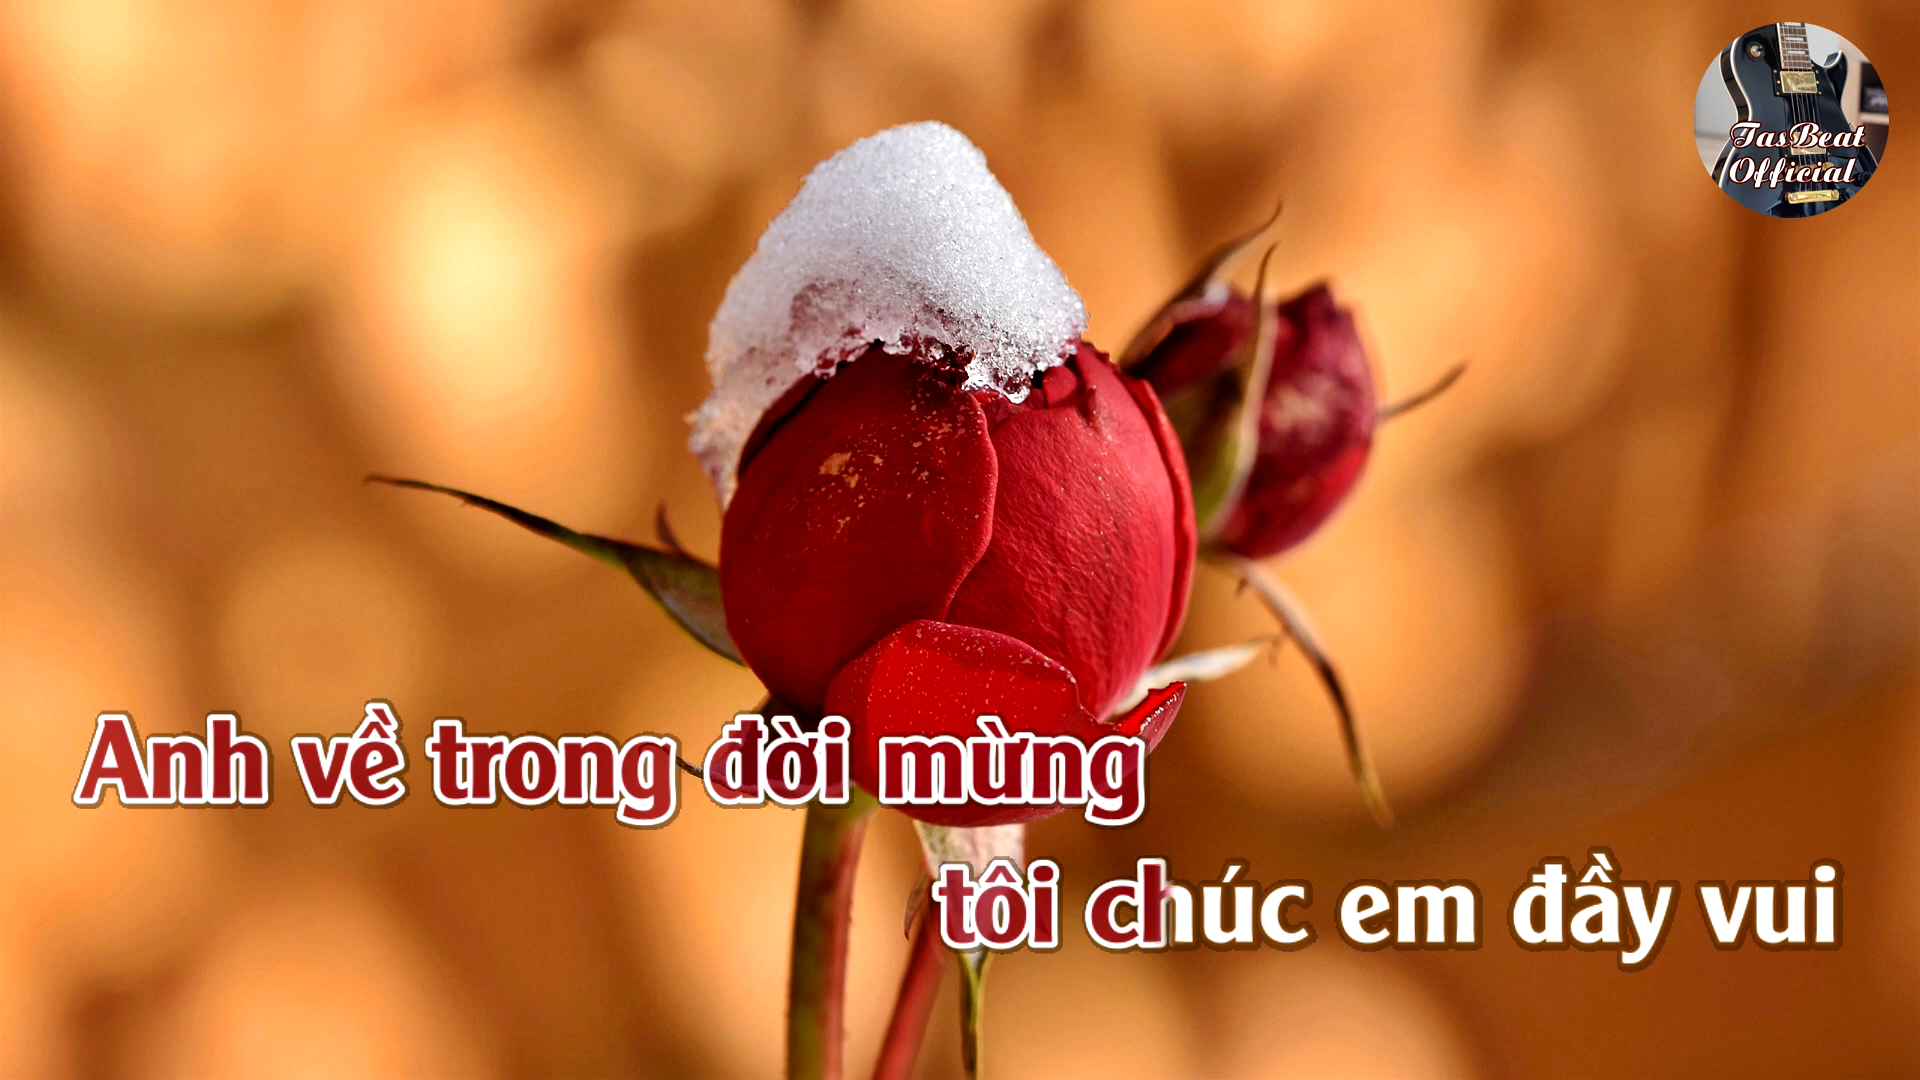 TasBeat
Official
Anh về trong đời mừng
tôi chúc em đầy vui